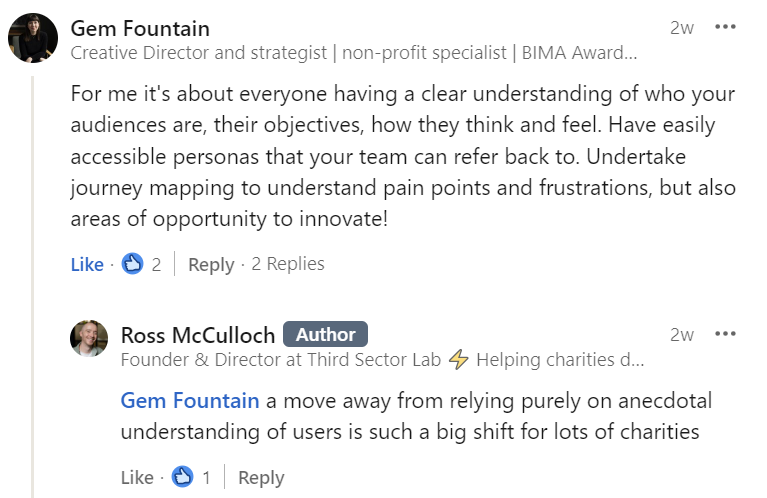 Gem Fountain 2w •••
Creative Director and strategist | non-profit specialist | BIMA Award...
For me it's about everyone having a clear understanding of who your
audiences are, their objectives, how they think and feel. Have easily
accessible personas that your team can refer back to. Undertake
journey mapping to understand pain points and frustrations, but also
areas of opportunity to innovate!
Like · 2 | Reply · 2 Replies
Ross McCulloch Author 2w •••
Founder & Director at Third Sector Lab ⚡ Helping charities d...
Gem Fountain a move away from relying purely on anecdotal
understanding of users is such a big shift for lots of charities
Like · 1 | Reply